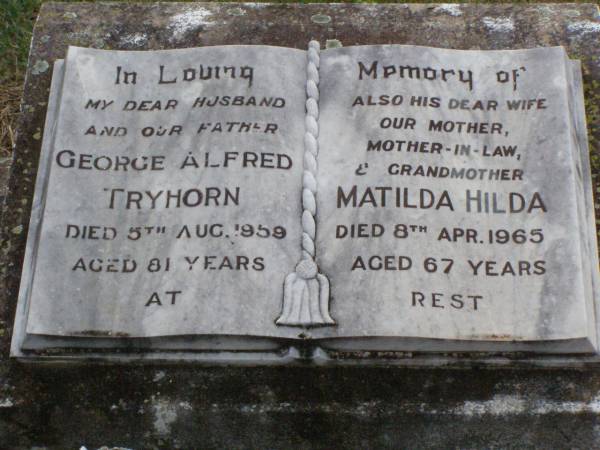 In Loving
MY DEAR HUSBAND
AND OUR FATHER
GEORGE ALFRED
TRYHORN
DIED 5TH AUG. 1959
AGED 81 YEARS
AT
Memory of
ALSO HIS DEAR WIFE
OUR MOTHER,
MOTHER-IN-LAW,
& GRANDMOTHER
MATILDA HILDA
DIED 8TH APR. 1965
AGED 67 YEARS
REST